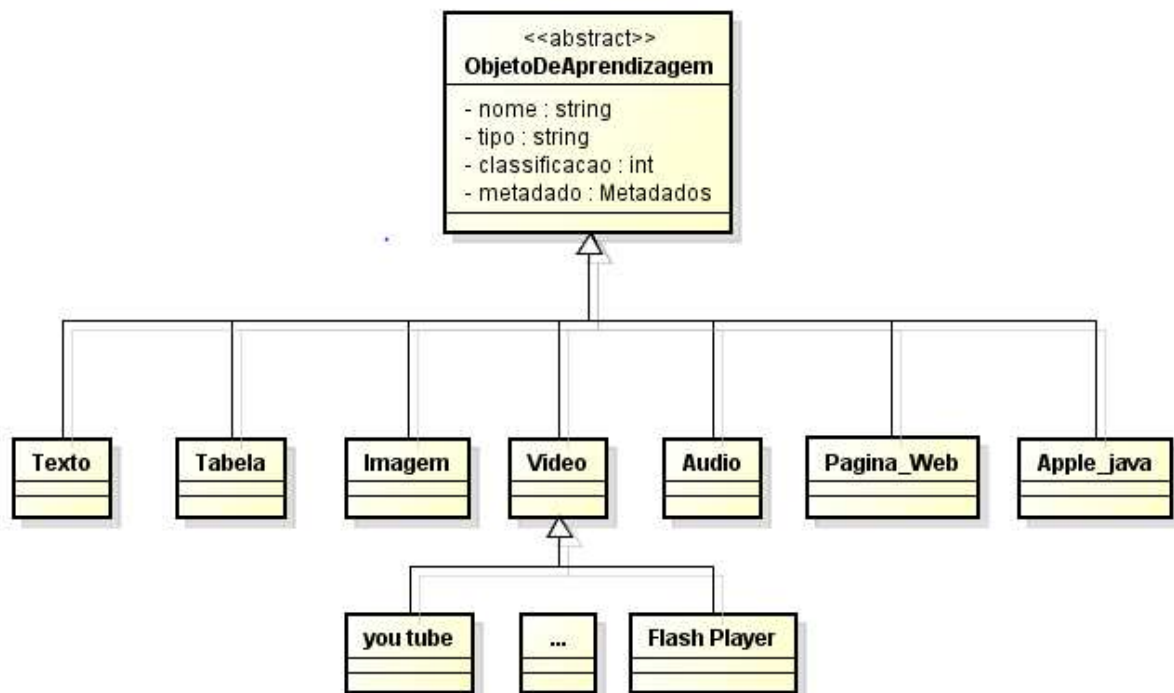 <<abstract>>
ObjetoDeAprendizagem
- nome : string
- tipo : string
- classificacao : int
- metadado : Metadados
Texto
Tabela
Imagem
Video
Audio
Pagina_Web
Apple_java
you tube
...
Flash Player